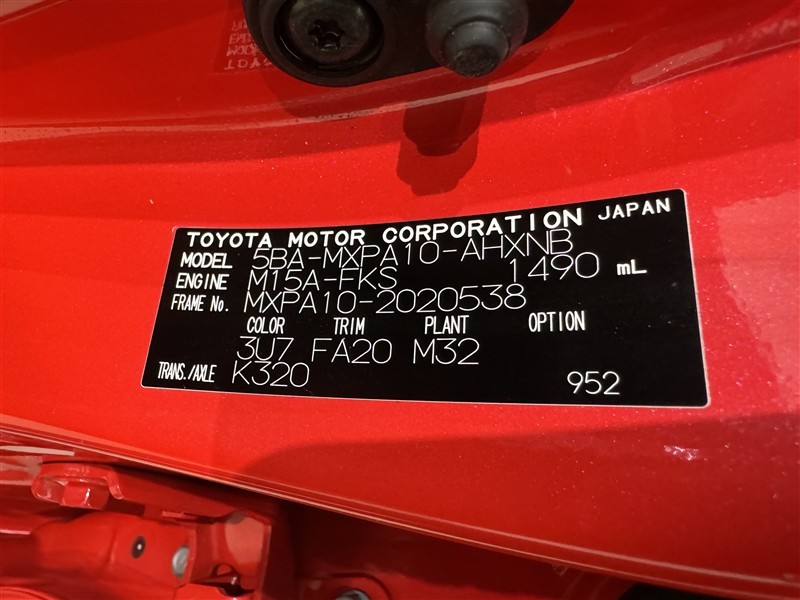 TOYOTA MOTOR CORPORATION JAPAN
MODEL 5BA-MXPA10-AHXNB
ENGINE M15A-FKS 1490 mL
FRAME No. MXPA10-2020538
COLOR TRIM PLANT OPTION
3U7 FA20 M32
TRANS./AXLE K320 952